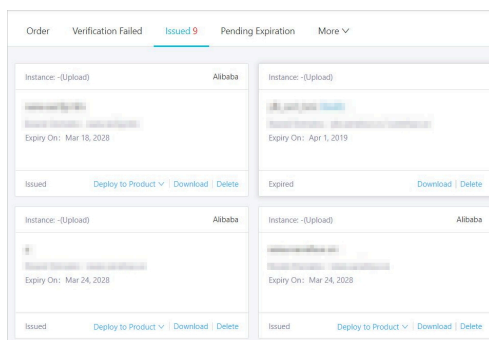 Order Verification Failed Issued 9 Pending Expiration More
Instance: -(Upload) Alibaba
Expiry On: Mar 18, 2028
Issued Deploy to Product Download Delete
Instance: -(Upload)
Expiry On: Apr 1, 2019
Expired Download Delete
Instance: -(Upload) Alibaba
Expiry On: Mar 24, 2028
Issued Deploy to Product Download Delete
Instance: -(Upload) Alibaba
Expiry On: Mar 24, 2028
Issued Deploy to Product Download Delete